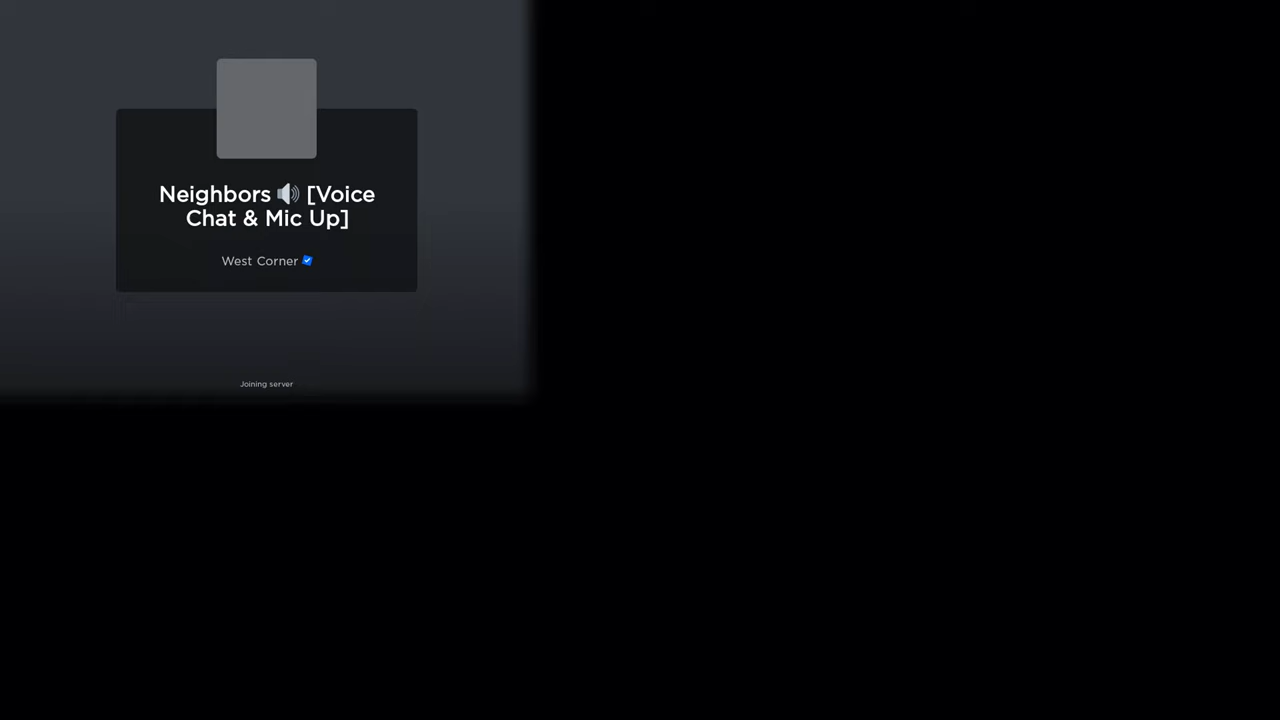 Neighbors 🔊 [Voice
Chat & Mic Up]
West Corner
Joining server